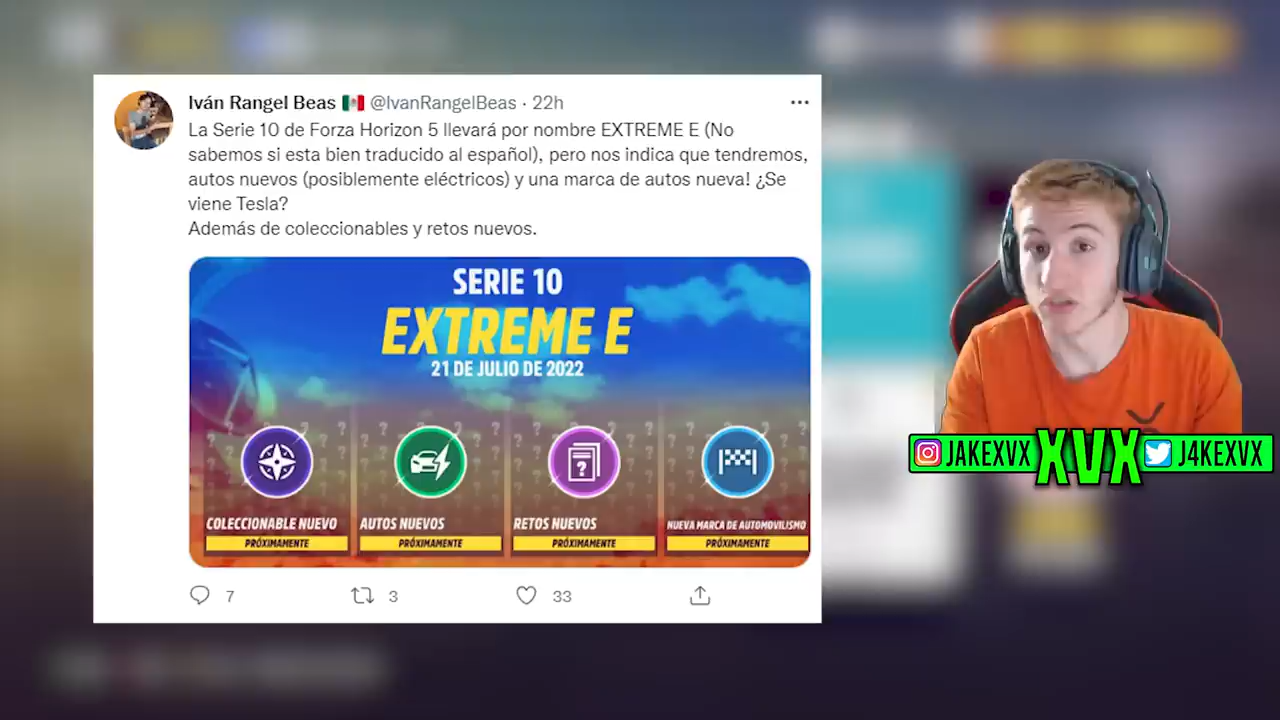 Iván Rangel Beas 🇲🇽 @IvanRangelBeas · 22h
La Serie 10 de Forza Horizon 5 llevará por nombre EXTREME E (No
sabemos si esta bien traducido al español), pero nos indica que tendremos,
autos nuevos (posiblemente eléctricos) y una marca de autos nueva! ¿Se
viene Tesla?
Además de coleccionables y retos nuevos.
SERIE 10
EXTREME E
21 DE JULIO DE 2022
COLECCIONABLE NUEVO
PRÓXIMAMENTE
AUTOS NUEVOS
PRÓXIMAMENTE
RETOS NUEVOS
PRÓXIMAMENTE
NUEVA MARCA DE AUTOMOVILISMO
PRÓXIMAMENTE
7 3 33
JAKEXVX XVX J4KEXVX